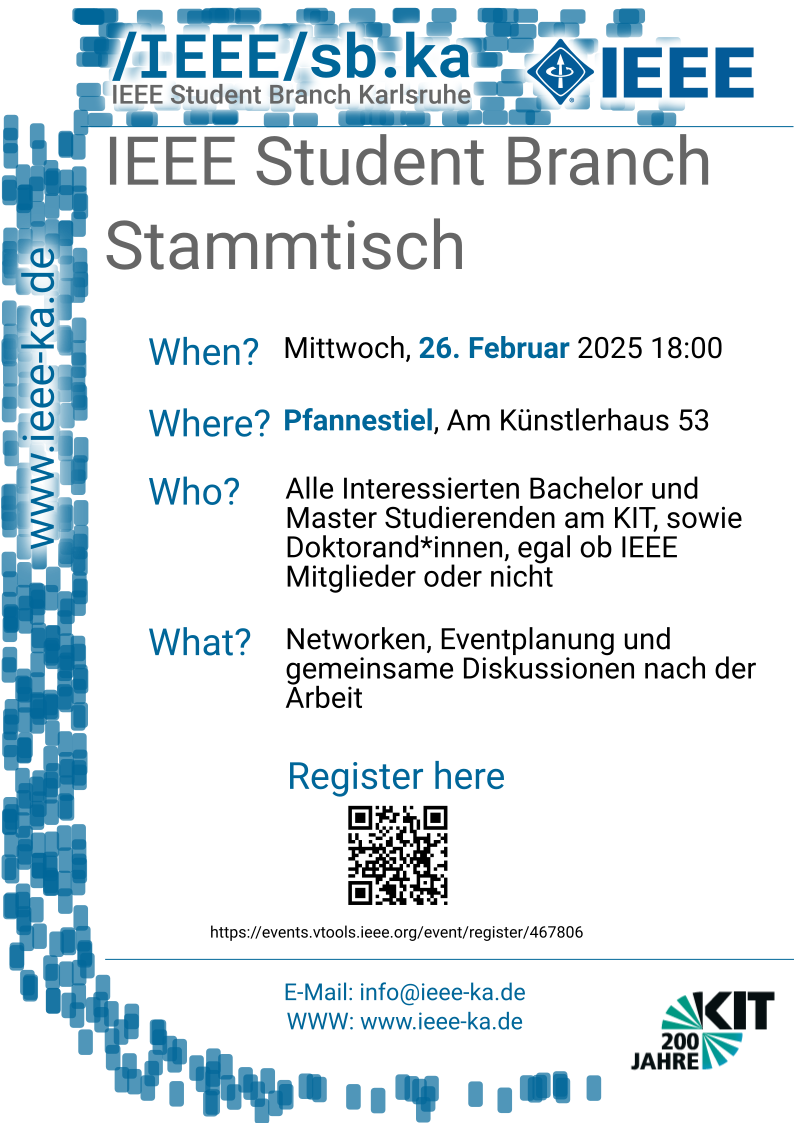 /IEEE/sb.ka
IEEE Student Branch Karlsruhe
IEEE
®
IEEE Student Branch
Stammtisch
www.ieee-ka.de
When? Mittwoch, 26. Februar 2025 18:00
Where? Pfannestiel, Am Künstlerhaus 53
Who? Alle Interessierten Bachelor und
Master Studierenden am KIT, sowie
Doktorand*innen, egal ob IEEE
Mitglieder oder nicht
What? Networken, Eventplanung und
gemeinsame Diskussionen nach der
Arbeit
Register here
https://events.vtools.ieee.org/event/register/467806
E-Mail: info@ieee-ka.de
WWW: www.ieee-ka.de
KIT
200
JAHRE